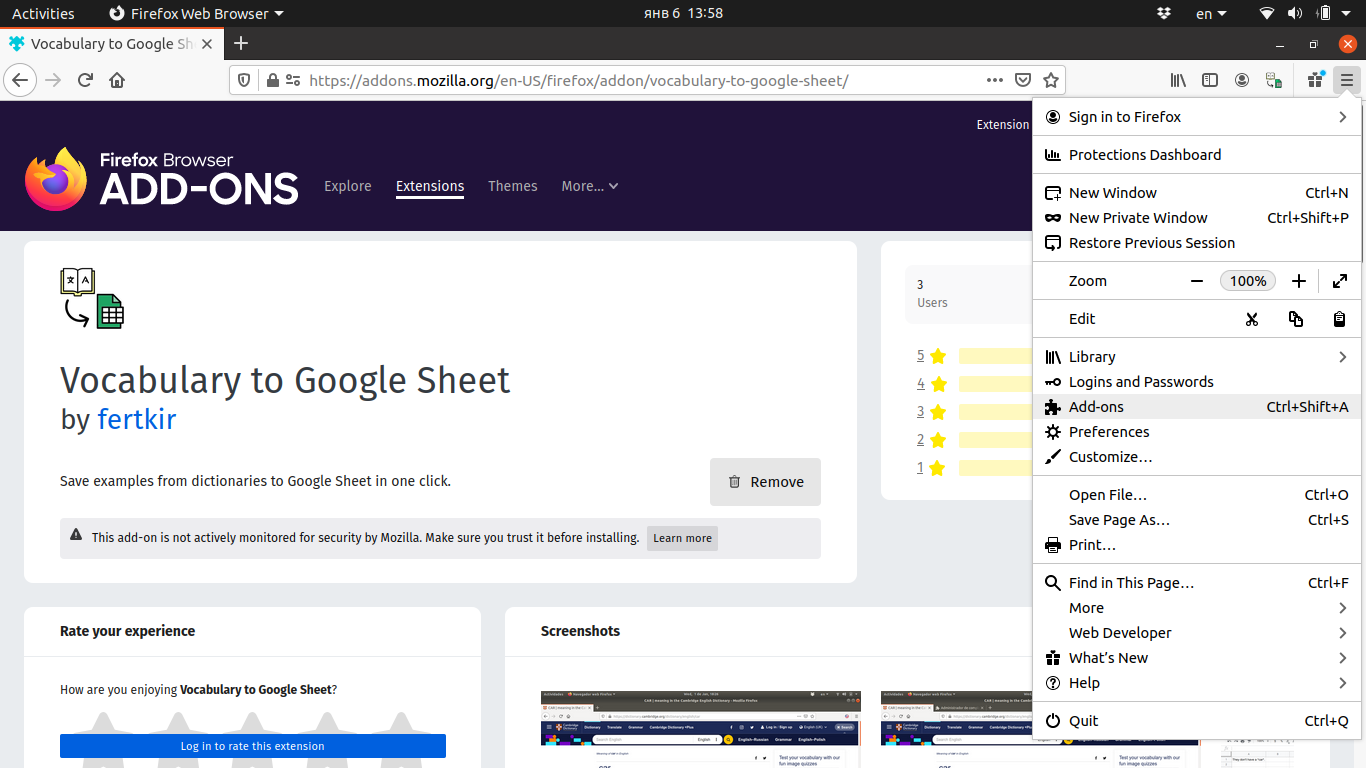 Activities Firefox Web Browser янв 6 13:58 en
Vocabulary to Google Sh
https://addons.mozilla.org/en-US/firefox/addon/vocabulary-to-google-sheet/
Extension
Firefox Browser
ADD-ONS
Explore Extensions Themes More...
Vocabulary to Google Sheet
by fertkir
Save examples from dictionaries to Google Sheet in one click.
Remove
This add-on is not actively monitored for security by Mozilla. Make sure you trust it before installing. Learn more
3
Users
5
4
3
2
1
Rate your experience
How are you enjoying Vocabulary to Google Sheet?
Log in to rate this extension
Screenshots
Sign in to Firefox
Protections Dashboard
New Window Ctrl+N
New Private Window Ctrl+Shift+P
Restore Previous Session
Zoom 100%
Edit
Library
Logins and Passwords
Add-ons Ctrl+Shift+A
Preferences
Customize…
Open File… Ctrl+O
Save Page As… Ctrl+S
Print…
Find in This Page… Ctrl+F
More
Web Developer
What’s New
Help
Quit Ctrl+Q